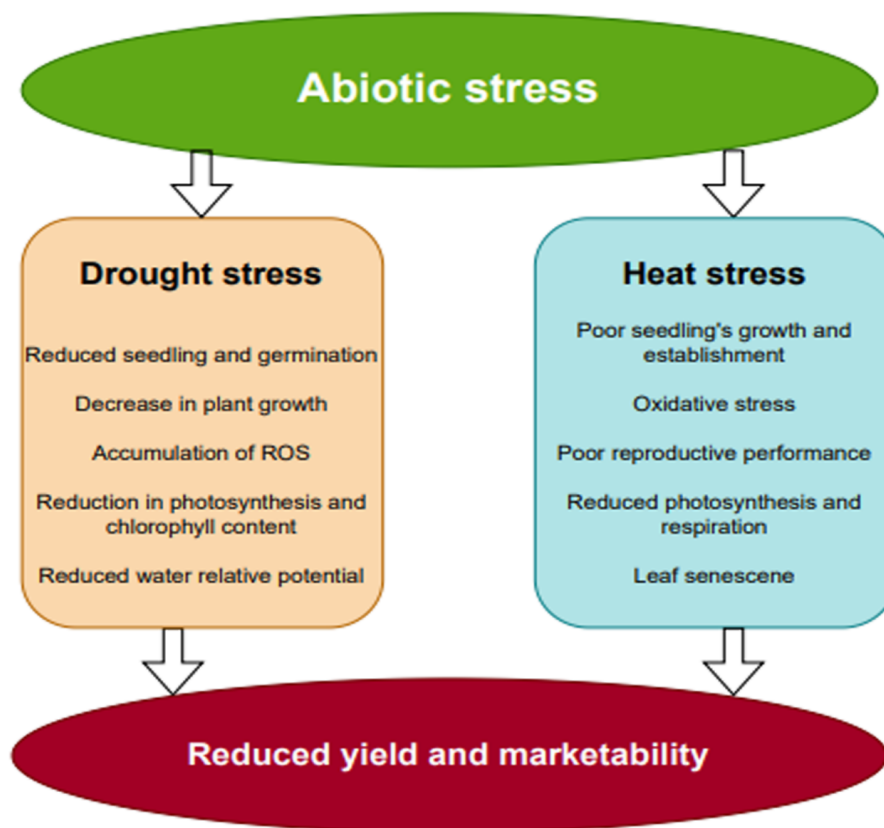 Abiotic stress
Drought stress
Reduced seedling and germination
Decrease in plant growth
Accumulation of ROS
Reduction in photosynthesis and
chlorophyll content
Reduced water relative potential
Heat stress
Poor seedling's growth and
establishment
Oxidative stress
Poor reproductive performance
Reduced photosynthesis and
respiration
Leaf senescene
Reduced yield and marketability